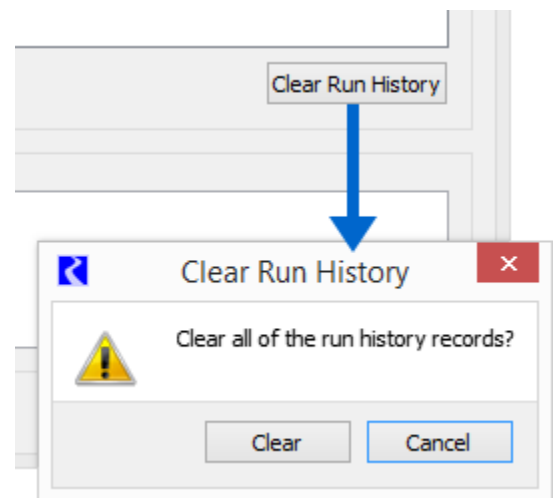 Clear Run History
Clear Run History
Clear all of the run history records?
Clear
Cancel